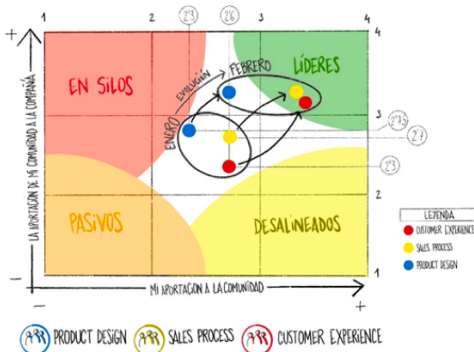 +
1
2
2'3
2'6
3
4
EN SILOS
LÍDERES
EVOLUCIÓN
FEBRERO
ENERO
3
2'7
2
2'3
PASIVOS
DESALINEADOS
1
LA APORTACIÓN DE MI COMUNIDAD A LA COMPAÑÍA
-
-
MI APORTACIÓN A LA COMUNIDAD
+
LEYENDA
CUSTOMER EXPERIENCE
SALES PROCESS
PRODUCT DESIGN
PRODUCT DESIGN
SALES PROCESS
CUSTOMER EXPERIENCE